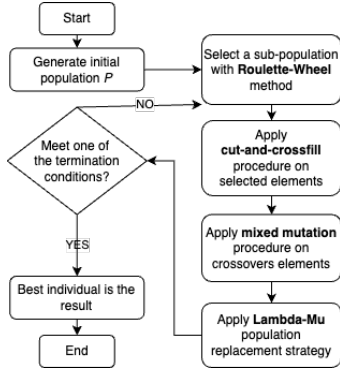 Start
Generate initial
population P
Select a sub-population
with Roulette-Wheel
method
NO
Apply
cut-and-crossfill
procedure on
selected elements
Meet one of
the termination
conditions?
Apply mixed mutation
procedure on
crossovers elements
YES
Best individual is the
result
Apply Lambda-Mu
population
replacement strategy
End